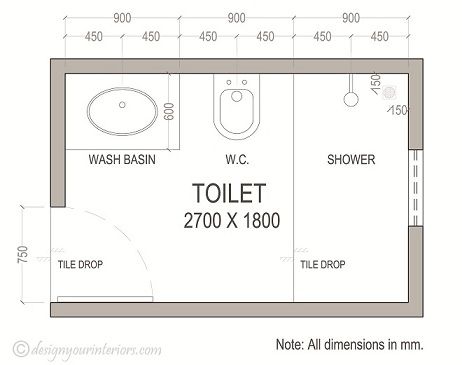 900 900 900
450 450 450 450 450 450
600
150
150
WASH BASIN W.C. SHOWER
TOILET
2700 X 1800
750
TILE DROP TILE DROP
Note: All dimensions in mm.
© designyourinteriors.com